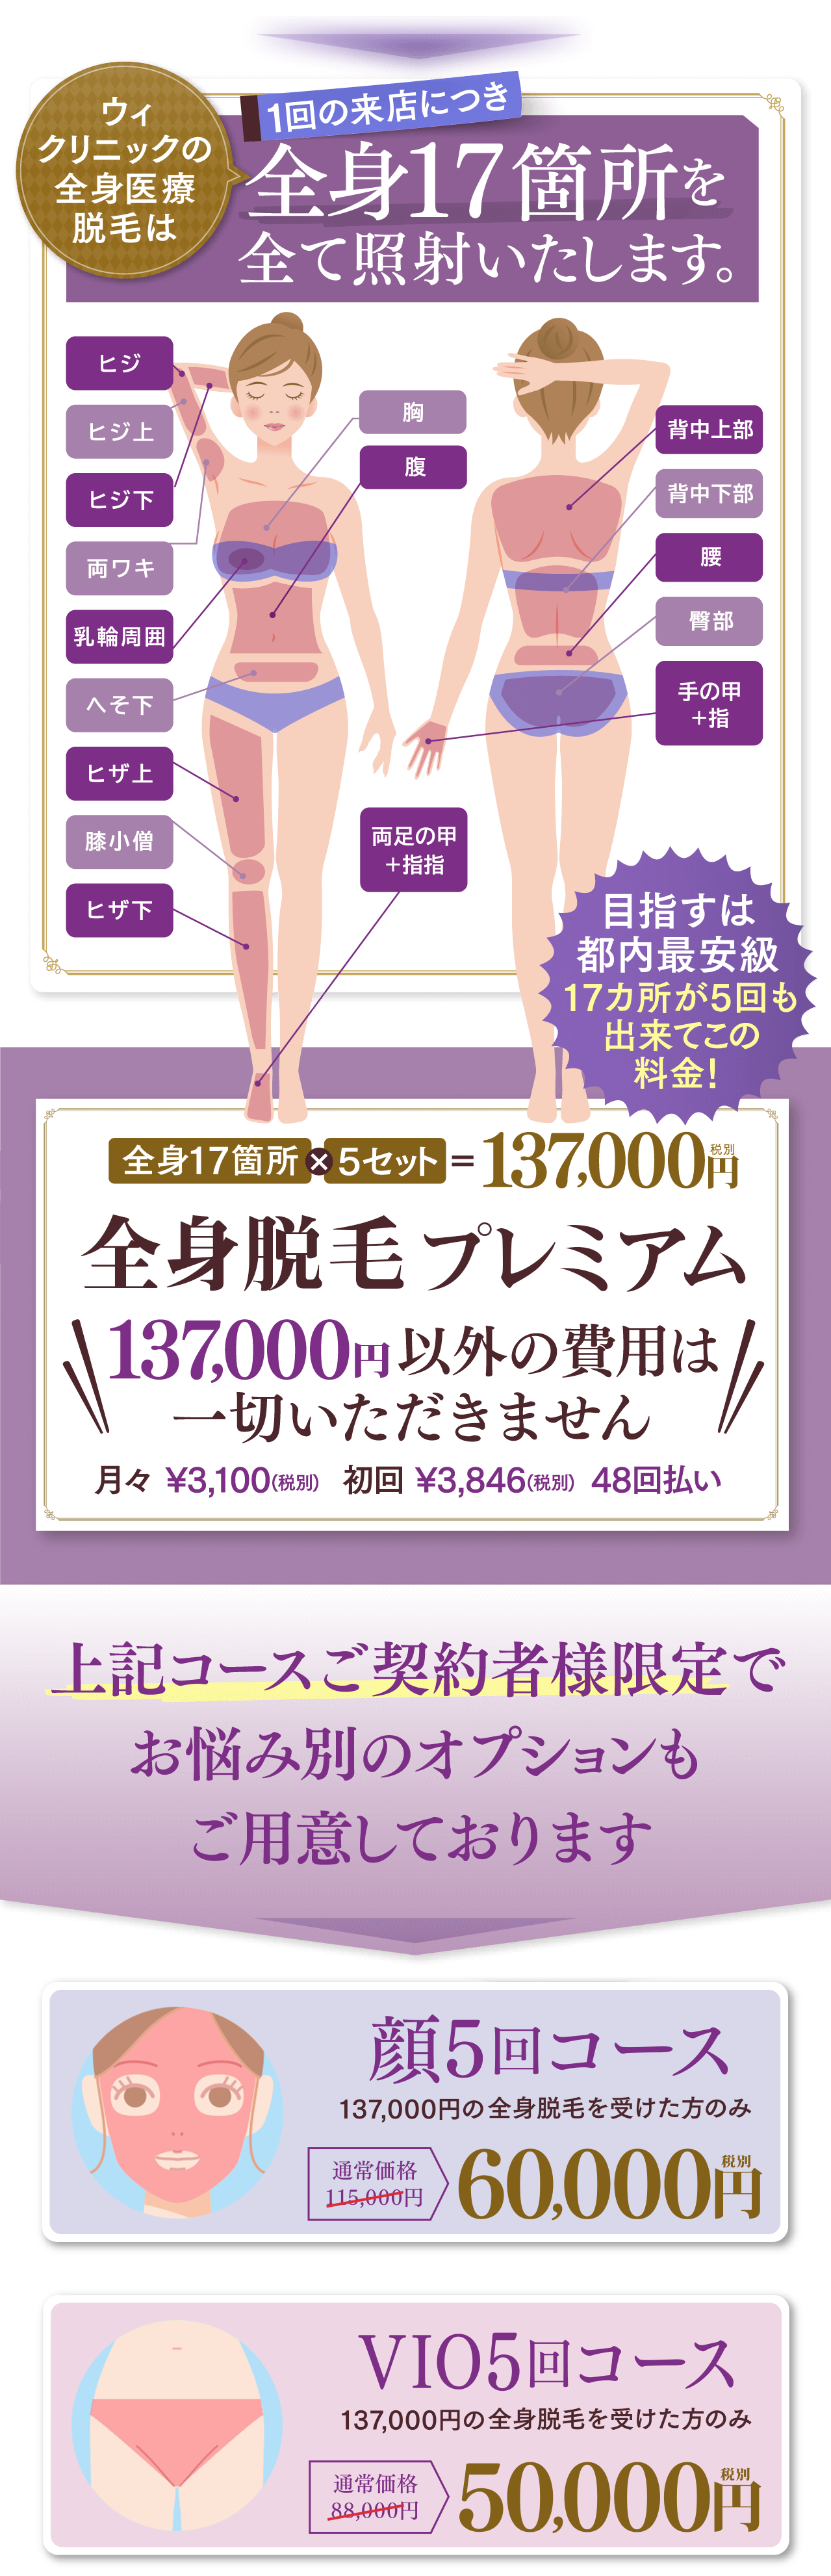 ウィ
クリニックの
全身医療
脱毛は
1回の来店につき
全身17箇所を
全て照射いたします。
ヒジ
ヒジ上
ヒジ下
両ワキ
乳輪周囲
へそ下
ヒザ上
膝小僧
ヒザ下
胸
腹
両足の甲
+指指
背中上部
背中下部
腰
臀部
手の甲
+指
目指すは
都内最安級
17カ所が5回も
出来てこの
料金!
全身17箇所×5セット=137,000円 税別
全身脱毛プレミアム
137,000円以外の費用は
一切いただきません
月々 ¥3,100(税別) 初回 ¥3,846(税別) 48回払い
上記コースご契約者様限定で
お悩み別のオプションも
ご用意しております
顔5回コース
137,000円の全身脱毛を受けた方のみ
通常価格
115,000円
60,000円 税別
VIO5回コース
137,000円の全身脱毛を受けた方のみ
通常価格
88,000円
50,000円 税別